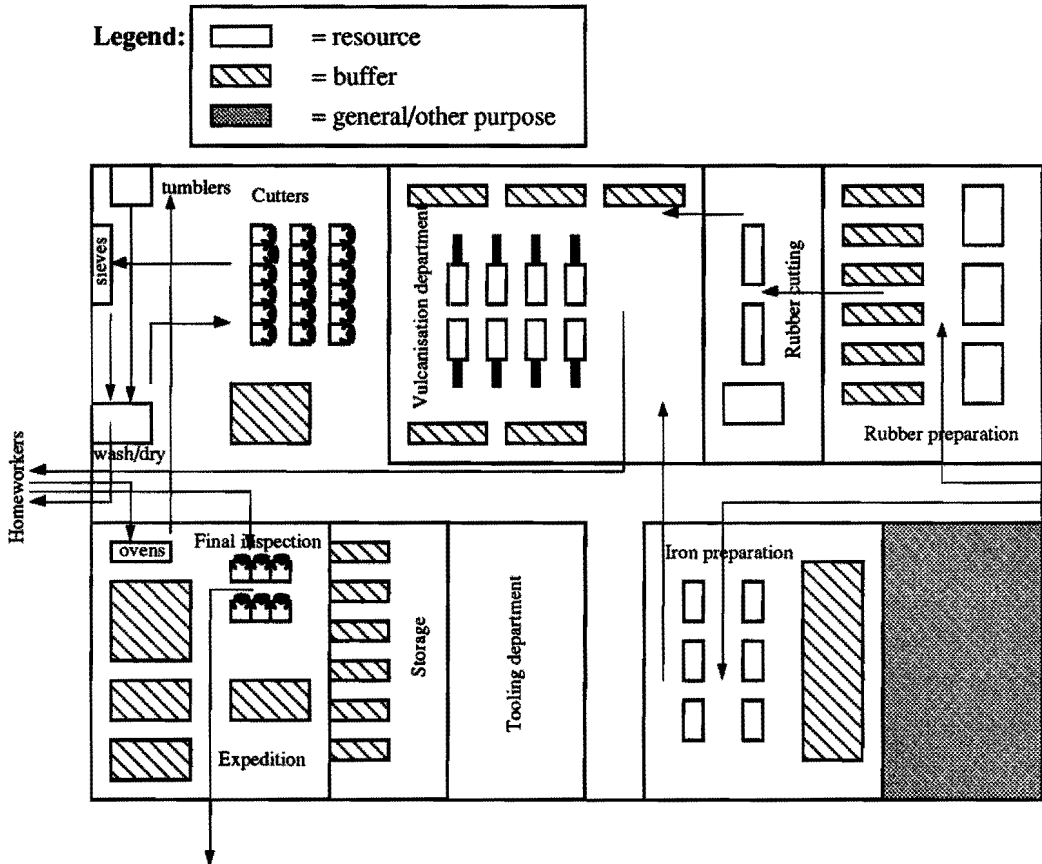 Legend:
= resource
= buffer
= general/other purpose
tumblers
Cutters
sieves
Vulcanisation department
Rubber cutting
Rubber preparation
wash/dry
Homeworkers
ovens
Final inspection
Iron preparation
Storage
Tooling department
Expedition